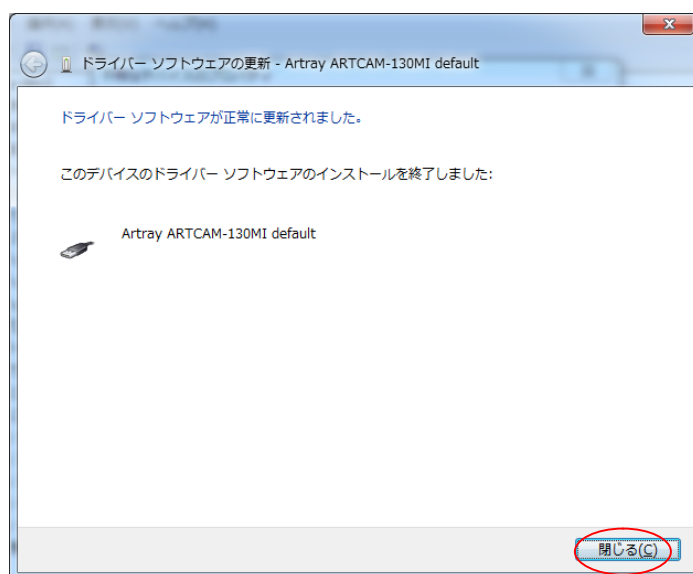 ドライバー ソフトウェアの更新 - Artray ARTCAM-130MI default
ドライバー ソフトウェアが正常に更新されました。
このデバイスのドライバー ソフトウェアのインストールを終了しました:
Artray ARTCAM-130MI default
閉じる(C)